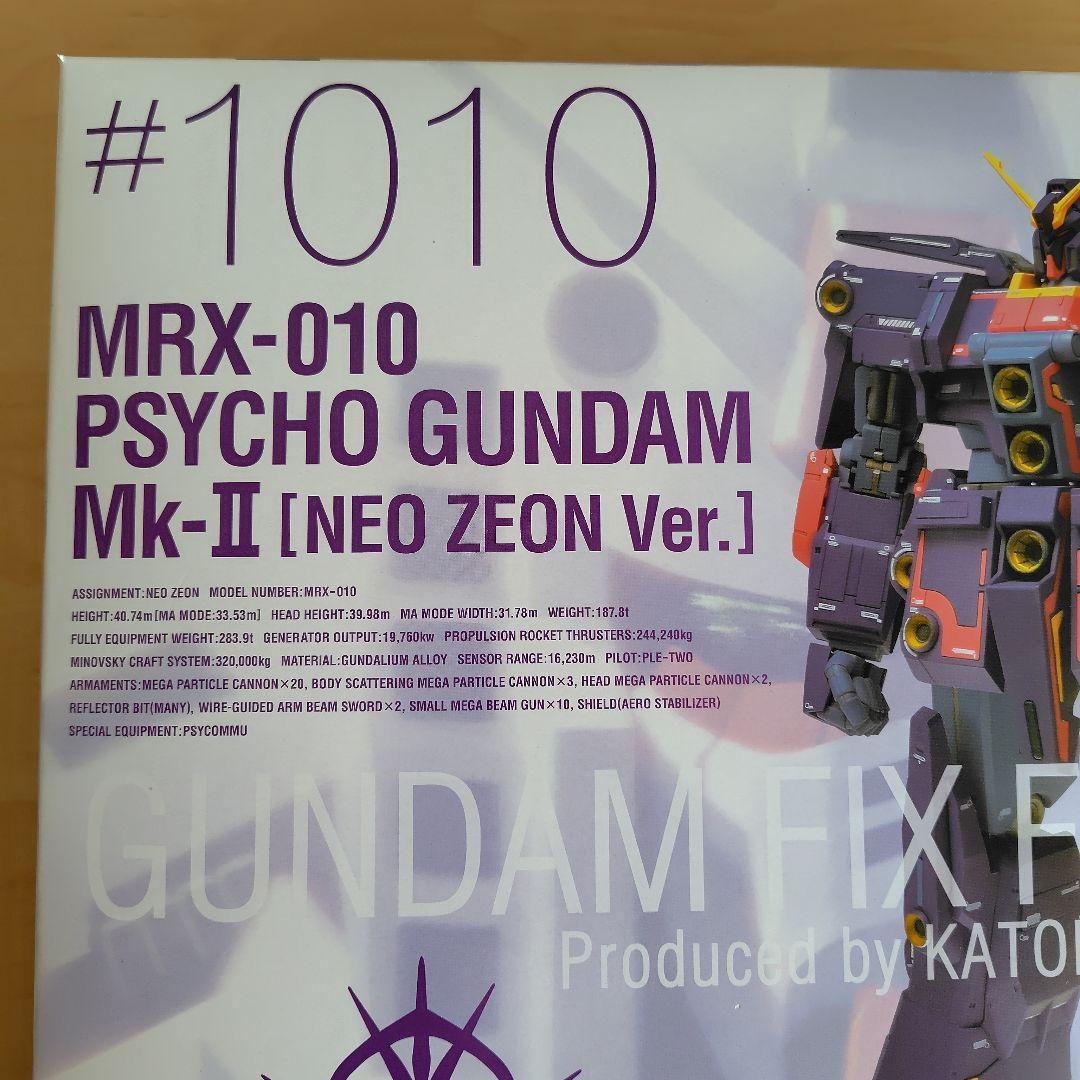 #1010
MRX-010
PSYCHO GUNDAM
Mk-II [NEO ZEON Ver.]
ASSIGNMENT:NEO ZEON MODEL NUMBER:MRX-010
HEIGHT:40.74m[MA MODE:33.53m] HEAD HEIGHT:39.98m MA MODE WIDTH:31.78m WEIGHT:187.8t
FULLY EQUIPMENT WEIGHT:283.9t GENERATOR OUTPUT:19,760kw PROPULSION ROCKET THRUSTERS:244,240kg
MINOVSKY CRAFT SYSTEM:320,000kg MATERIAL:GUNDALIUM ALLOY SENSOR RANGE:16,230m PILOT:PLE-TWO
ARMAMENTS:MEGA PARTICLE CANNON×20, BODY SCATTERING MEGA PARTICLE CANNON×3, HEAD MEGA PARTICLE CANNON×2,
REFLECTOR BIT(MANY), WIRE-GUIDED ARM BEAM SWORD×2, SMALL MEGA BEAM GUN×10, SHIELD(AERO STABILIZER)
SPECIAL EQUIPMENT:PSYCOMMU
GUNDAM FIX F
Produced by KATOK